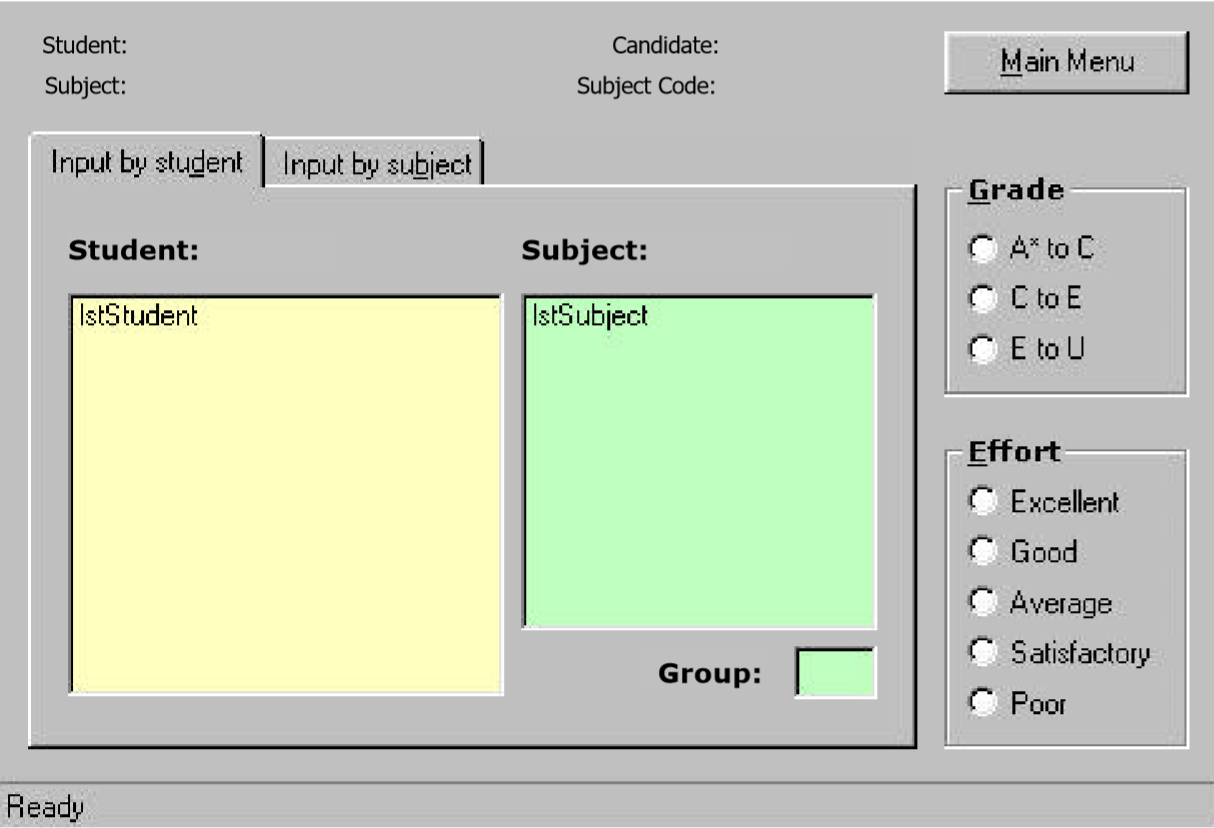 Student:
Candidate:
Main Menu
Subject:
Subject Code:
Input by student
Input by subject
Student:
Subject:
lstStudent
lstSubject
Group:
Grade
A* to C
C to E
E to U
Effort
Excellent
Good
Average
Satisfactory
Poor
Ready